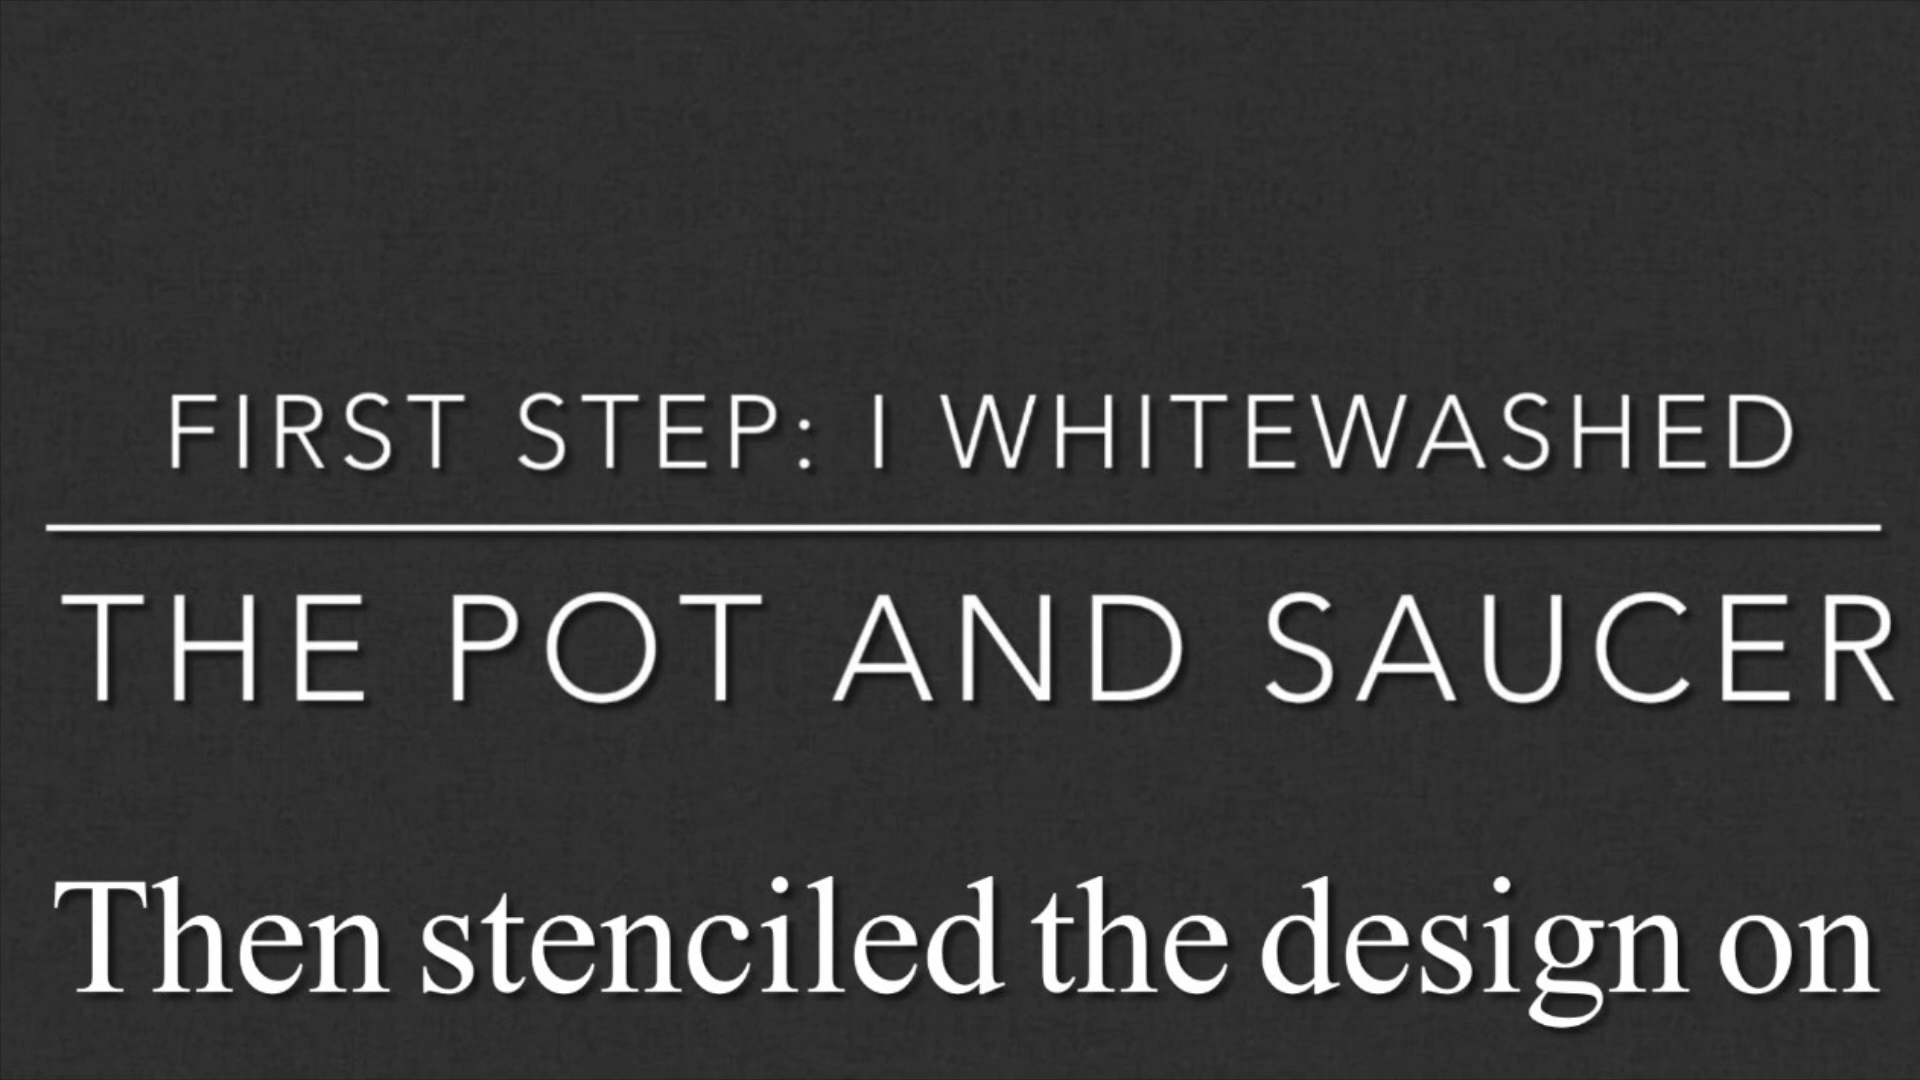 FIRST STEP: I WHITEWASHED
THE POT AND SAUCER
Then stenciled the design on